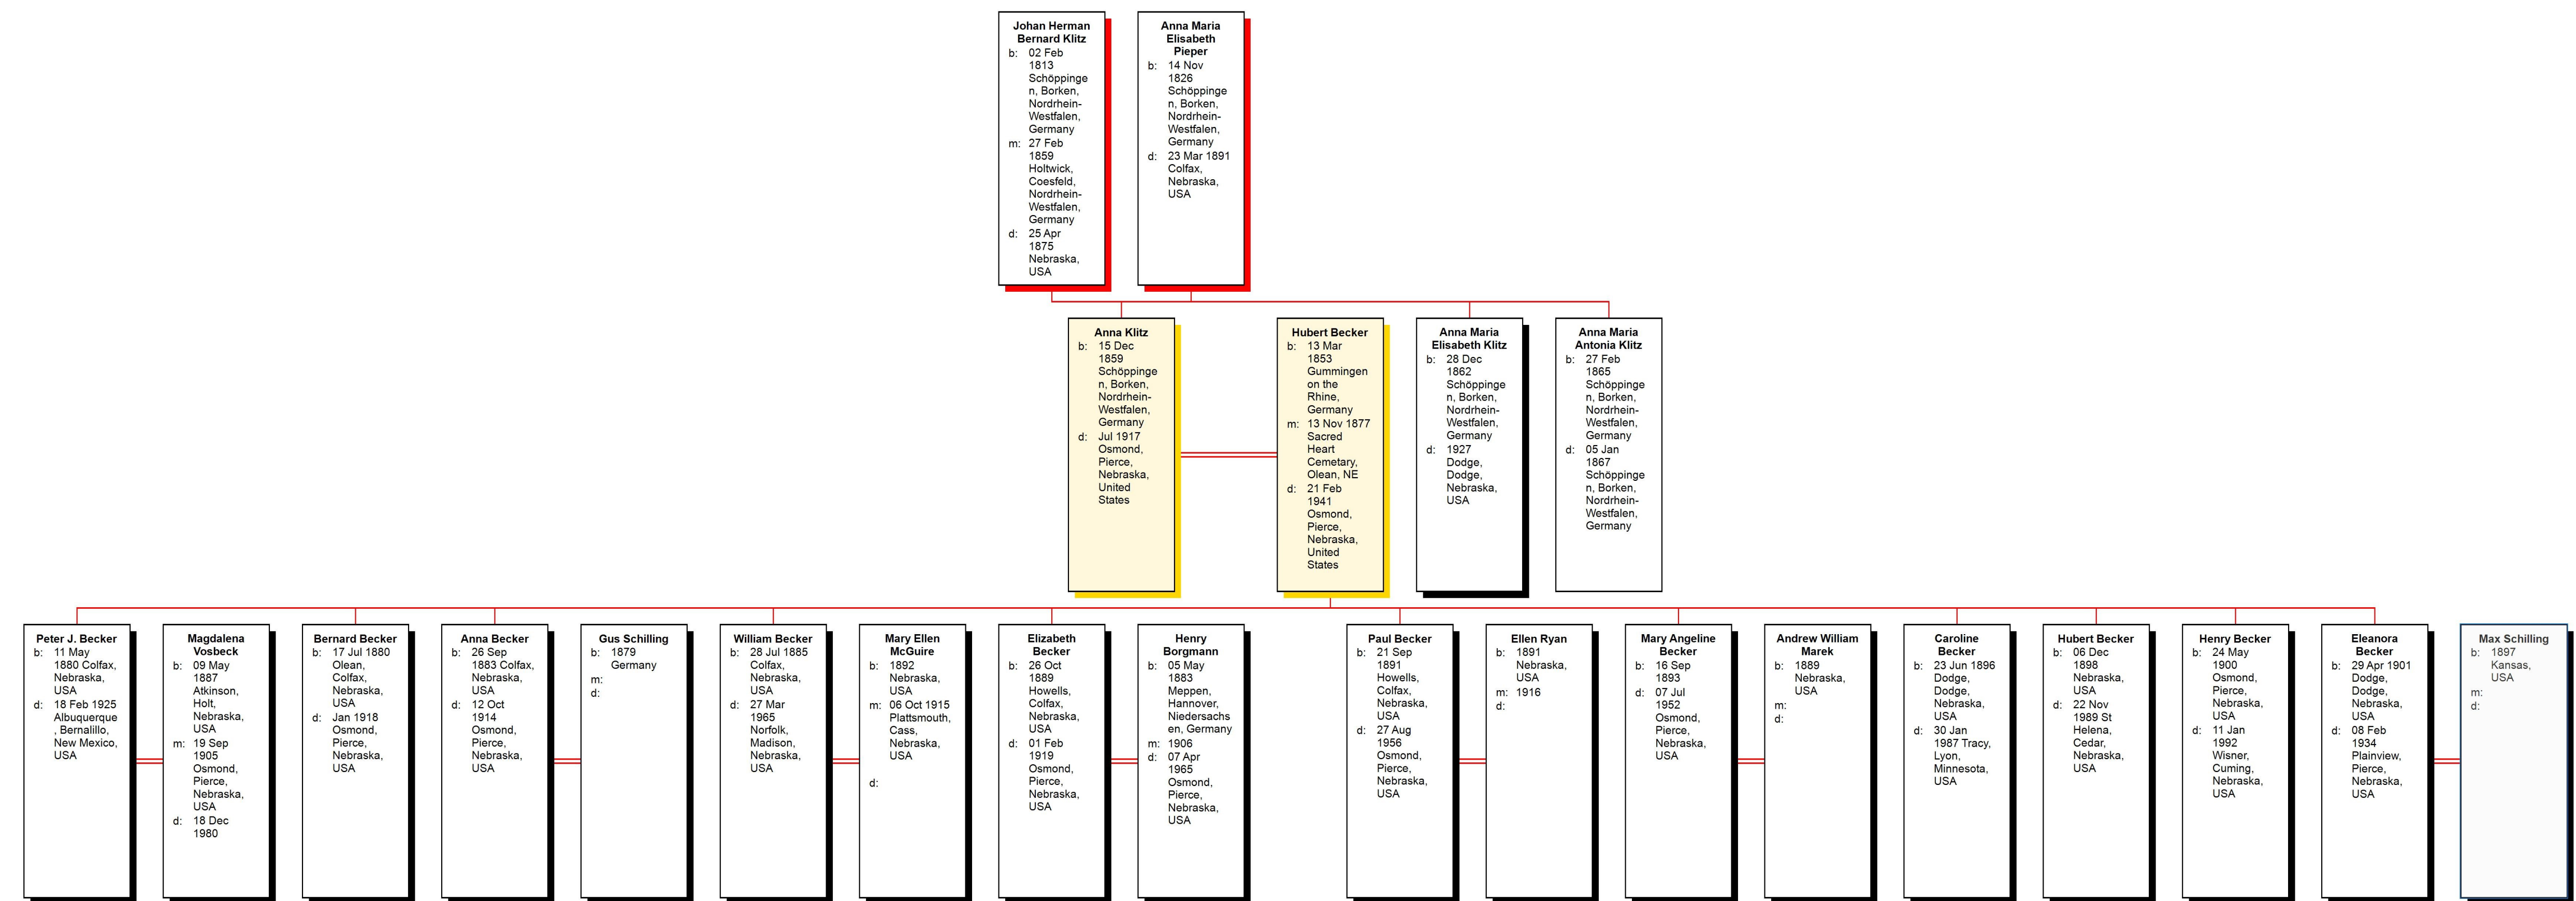 Johan Herman
Bernard Klitz
b: 02 Feb
1813
Schöppinge
n, Borken,
Nordrhein-
Westfalen,
Germany
m: 27 Feb
1859
Holtwick,
Coesfeld,
Nordrhein-
Westfalen,
Germany
d: 25 Apr
1875
Nebraska,
USA
Anna Maria
Elisabeth
Pieper
b: 14 Nov
1826
Schöppinge
n, Borken,
Nordrhein-
Westfalen,
Germany
d: 23 Mar 1891
Colfax,
Nebraska,
USA
Anna Klitz
b: 15 Dec
1859
Schöppinge
n, Borken,
Nordrhein-
Westfalen,
Germany
d: Jul 1917
Osmond,
Pierce,
Nebraska,
United
States
Hubert Becker
b: 13 Mar
1853
Gummingen
on the
Rhine,
Germany
m: 13 Nov 1877
Sacred
Heart
Cemetary,
Olean, NE
d: 21 Feb
1941
Osmond,
Pierce,
Nebraska,
United
States
Anna Maria
Elisabeth Klitz
b: 28 Dec
1862
Schöppinge
n, Borken,
Nordrhein-
Westfalen,
Germany
d: 1927
Dodge,
Dodge,
Nebraska,
USA
Anna Maria
Antonia Klitz
b: 27 Feb
1865
Schöppinge
n, Borken,
Nordrhein-
Westfalen,
Germany
d: 05 Jan
1867
Schöppinge
n, Borken,
Nordrhein-
Westfalen,
Germany
Peter J. Becker
b: 11 May
1880 Colfax,
Nebraska,
USA
d: 18 Feb 1925
Albuquerque
, Bernalillo,
New Mexico,
USA
Magdalena
Vosbeck
b: 09 May
1887
Atkinson,
Holt,
Nebraska,
USA
m: 19 Sep
1905
Osmond,
Pierce,
Nebraska,
USA
d: 18 Dec
1980
Bernard Becker
b: 17 Jul 1880
Olean,
Colfax,
Nebraska,
USA
d: Jan 1918
Osmond,
Pierce,
Nebraska,
USA
Anna Becker
b: 26 Sep
1883 Colfax,
Nebraska,
USA
d: 12 Oct
1914
Osmond,
Pierce,
Nebraska,
USA
Gus Schilling
b: 1879
Germany
m:
d:
William Becker
b: 28 Jul 1885
Colfax,
Nebraska,
USA
d: 27 Mar
1965
Norfolk,
Madison,
Nebraska,
USA
Mary Ellen
McGuire
b: 1892
Nebraska,
USA
m: 06 Oct 1915
Plattsmouth,
Cass,
Nebraska,
USA
d:
Elizabeth
Becker
b: 26 Oct
1889
Howells,
Colfax,
Nebraska,
USA
d: 01 Feb
1919
Osmond,
Pierce,
Nebraska,
USA
Henry
Borgmann
b: 05 May
1883
Meppen,
Hannover,
Niedersachs
en, Germany
m: 1906
d: 07 Apr
1965
Osmond,
Pierce,
Nebraska,
USA
Paul Becker
b: 21 Sep
1891
Howells,
Colfax,
Nebraska,
USA
d: 27 Aug
1956
Osmond,
Pierce,
Nebraska,
USA
Ellen Ryan
b: 1891
Nebraska,
USA
m: 1916
d:
Mary Angeline
Becker
b: 16 Sep
1893
d: 07 Jul
1952
Osmond,
Pierce,
Nebraska,
USA
Andrew William
Marek
b: 1889
Nebraska,
USA
m:
d:
Caroline
Becker
b: 23 Jun 1896
Dodge,
Dodge,
Nebraska,
USA
d: 30 Jan
1987 Tracy,
Lyon,
Minnesota,
USA
Hubert Becker
b: 06 Dec
1898
Nebraska,
USA
d: 22 Nov
1989 St
Helena,
Cedar,
Nebraska,
USA
Henry Becker
b: 24 May
1900
Osmond,
Pierce,
Nebraska,
USA
d: 11 Jan
1992
Wisner,
Cuming,
Nebraska,
USA
Eleanora
Becker
b: 29 Apr 1901
Dodge,
Dodge,
Nebraska,
USA
d: 08 Feb
1934
Plainview,
Pierce,
Nebraska,
USA
Max Schilling
b: 1897
Kansas,
USA
m:
d: